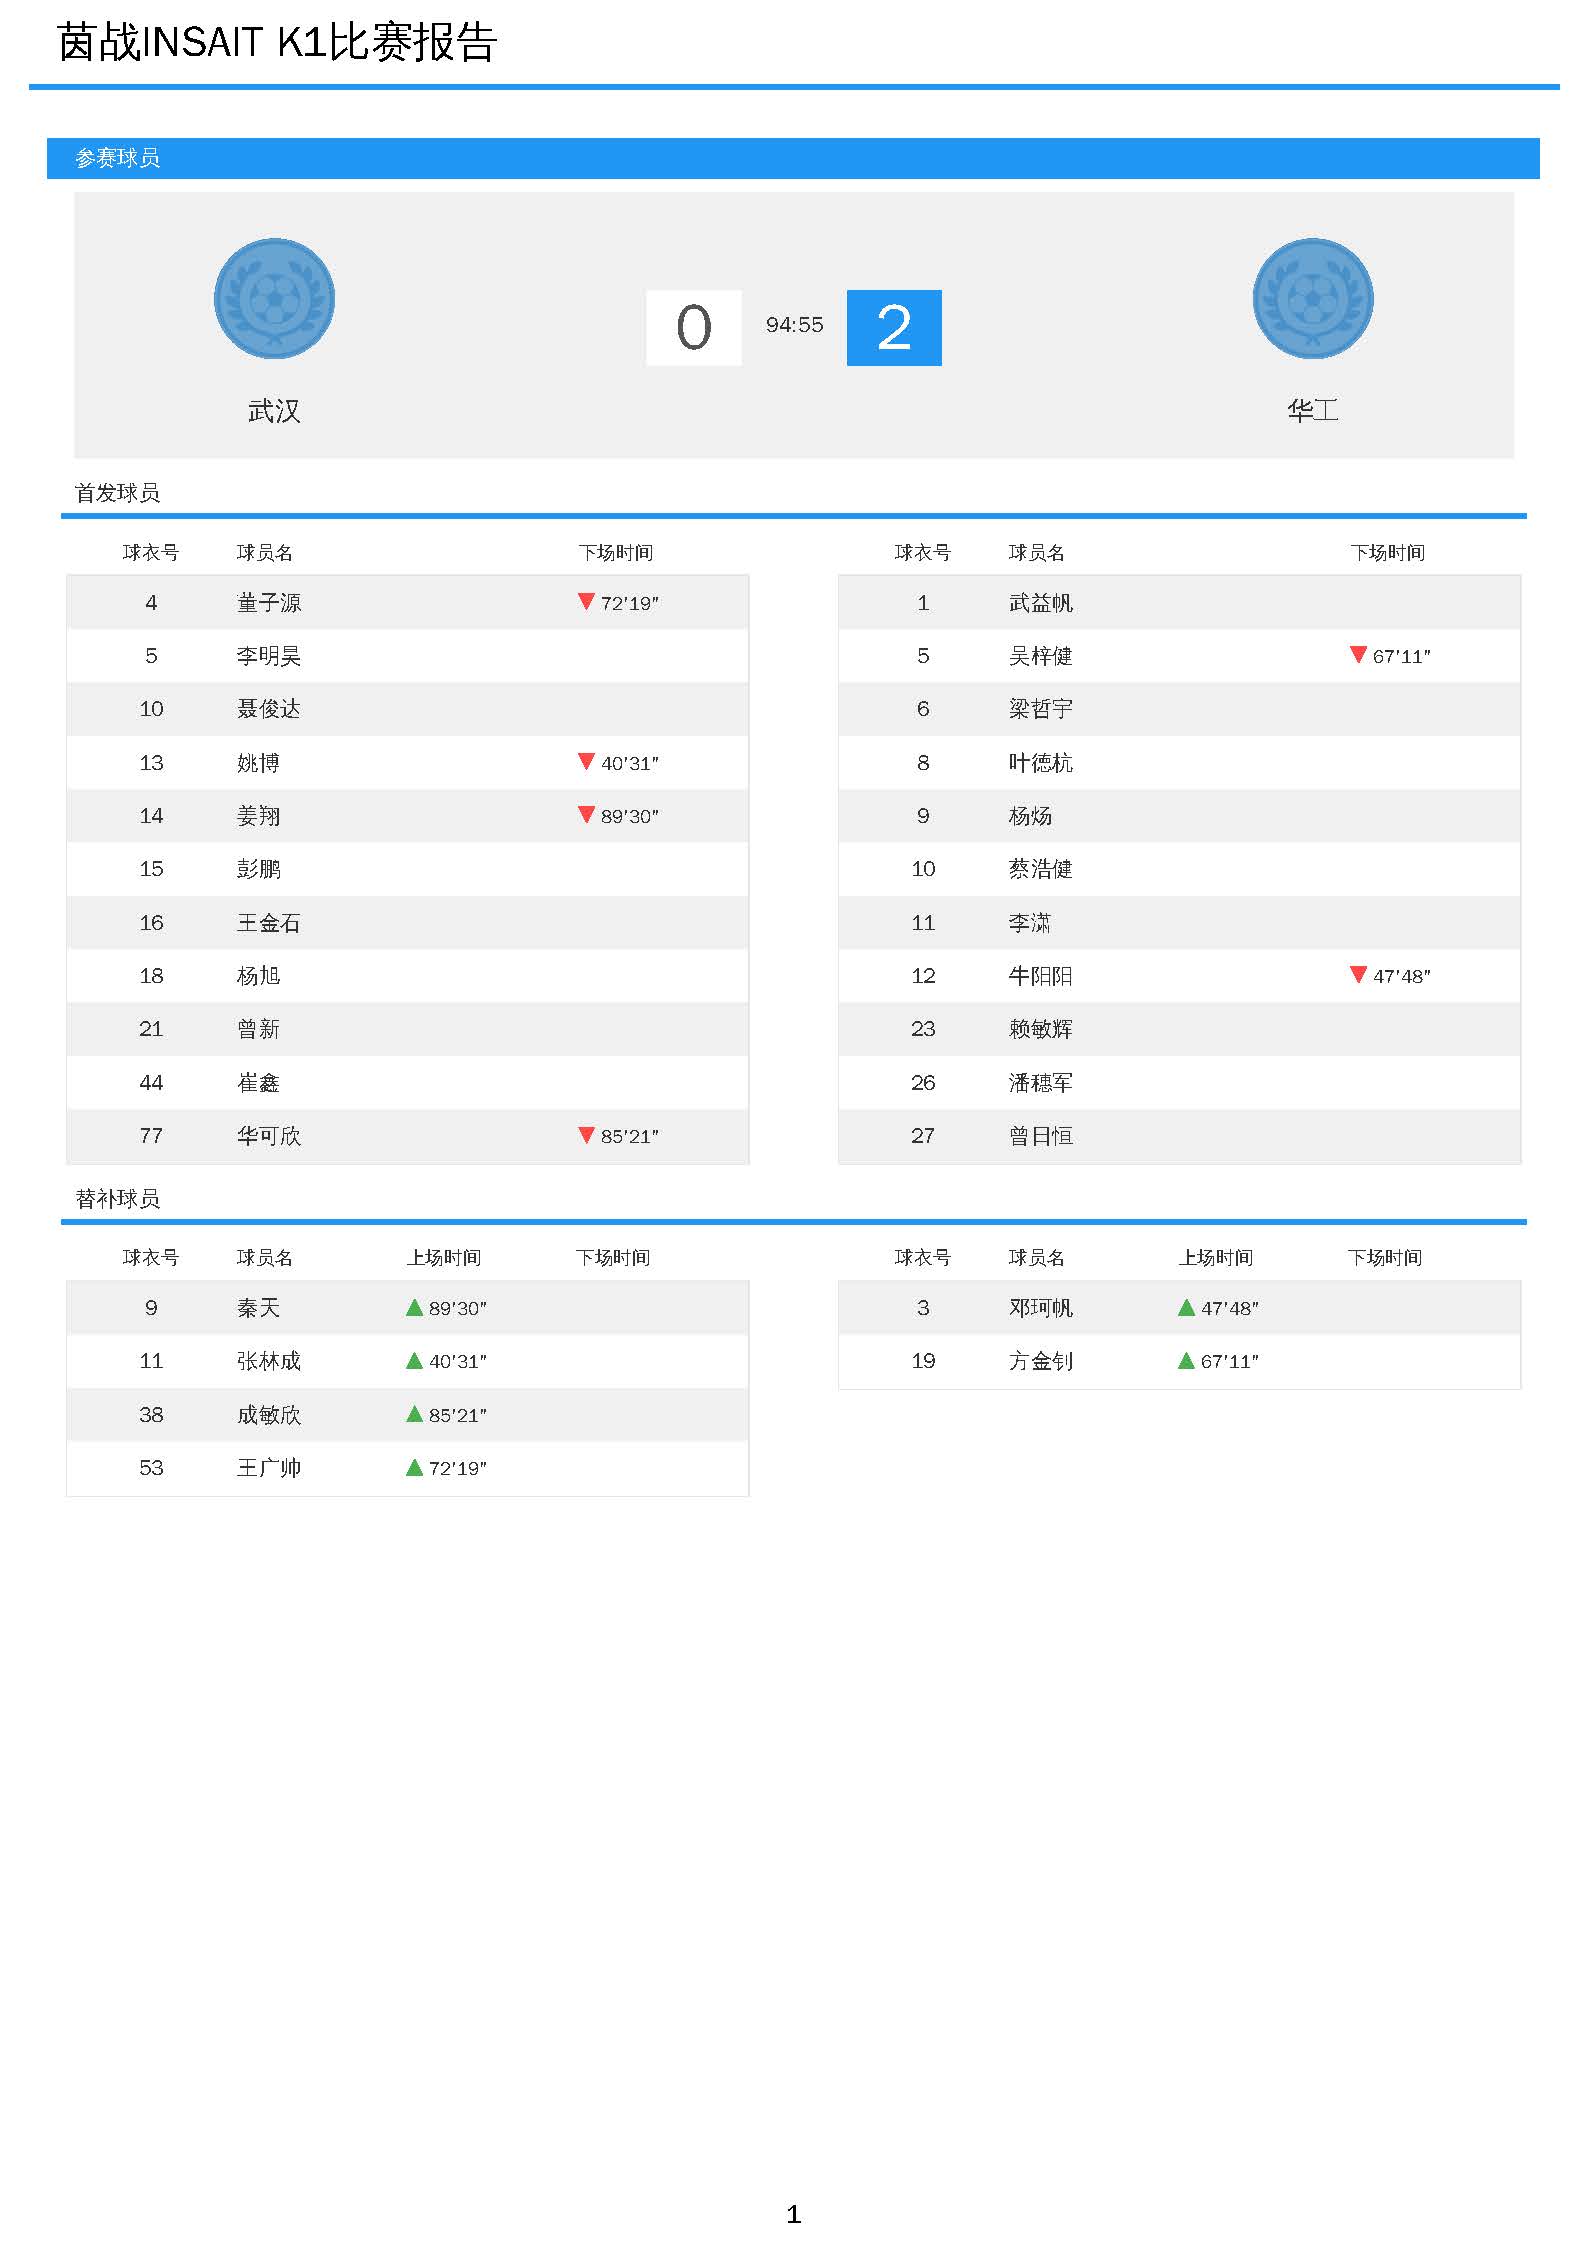 茵战INSAIT K1比赛报告
参赛球员
0 94:55 2
武汉 华工
首发球员
球衣号 球员名 下场时间 球衣号 球员名 下场时间
4 董子源 ▼ 72'19" 1 武益帆
5 李明昊 5 吴梓健 ▼ 67'11"
10 聂俊达 6 梁哲宇
13 姚博 ▼ 40'31" 8 叶德杭
14 姜翔 ▼ 89'30" 9 杨炀
15 彭鹏 10 蔡浩健
16 王金石 11 李潇
18 杨旭 12 牛阳阳 ▼ 47'48"
21 曾新 23 赖敏辉
44 崔鑫 26 潘穗军
77 华可欣 ▼ 85'21" 27 曾日恒
替补球员
球衣号 球员名 上场时间 下场时间 球衣号 球员名 上场时间 下场时间
9 秦天 ▲ 89'30" 3 邓珂帆 ▲ 47'48"
11 张林成 ▲ 40'31" 19 方金钊 ▲ 67'11"
38 成敏欣 ▲ 85'21"
53 王广帅 ▲ 72'19"
1